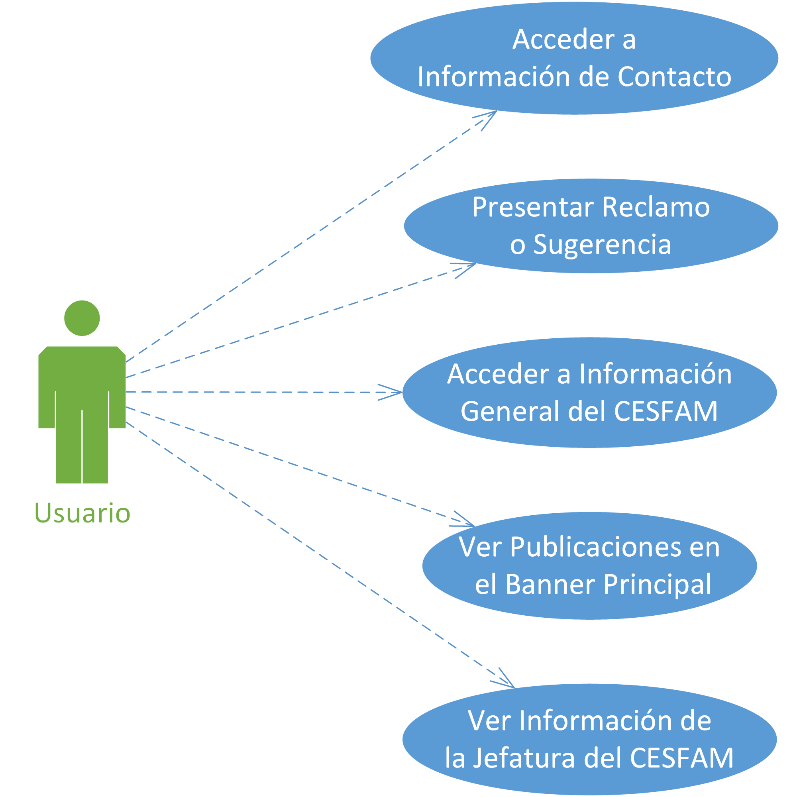 Acceder a
Información de Contacto
Presentar Reclamo
o Sugerencia
Acceder a Información
General del CESFAM
Usuario
Ver Publicaciones en
el Banner Principal
Ver Información de
la Jefatura del CESFAM